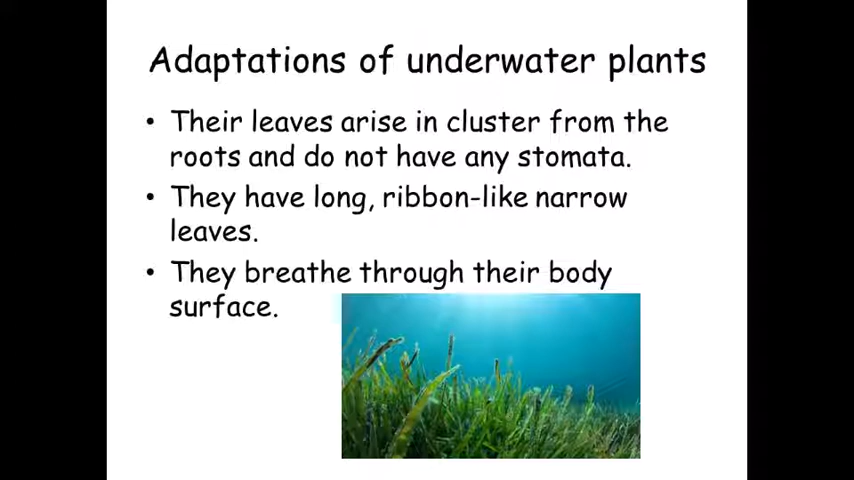 Adaptations of underwater plants
• Their leaves arise in cluster from the
roots and do not have any stomata.
• They have long, ribbon-like narrow
leaves.
• They breathe through their body
surface.